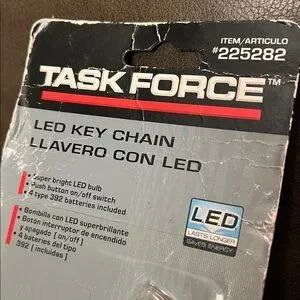 ITEM/ARTICULO
#225282
TASK FORCE™
LED KEY CHAIN
LLAVERO CON LED
• Super bright LED bulb
• Push button on/off switch
• 4 type 392 batteries included
• Bombilla con LED superbrillante
• Botón interruptor de encendido
y apagado (on/off)
• 4 baterías del tipo
392 (incluidas)
LED
LASTS LONGER
SAVES ENERGY